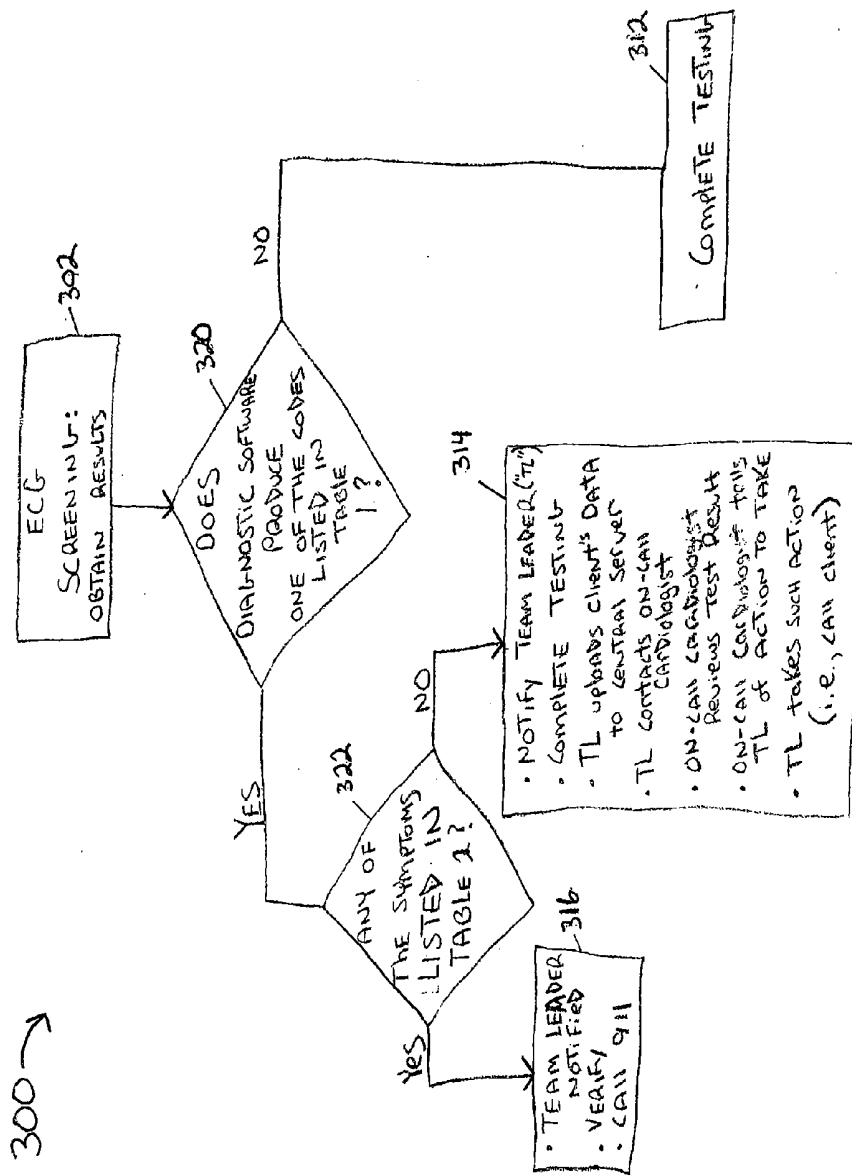 300
ECG
SCREENING:
OBTAIN RESULTS
302
DOES
DIAGNOSTIC SOFTWARE
PRODUCE
ONE OF THE CODES
LISTED IN
TABLE
1.?
320
YES
NO
ANY OF
THE SYMPTOMS
LISTED IN
TABLE 2?
322
Yes
NO
• TEAM LEADER
NOTIFIED
• VERIFY
• CALL 911
316
• NOTIFY TEAM LEADER ("TL")
• COMPLETE TESTING
• TL uploads client's DATA
to CENTRAL Server
• TL CONTACTS ON-CALL
CARDIOLOGIST
• ON-CALL CARDIOLOGIST
Reviews Test Result
• ON-CALL Cardiologist tells
TL of ACTION TO TAKE
• TL takes SUCH ACTION
(i.e., CALL client)
314
• COMPLETE TESTING
312